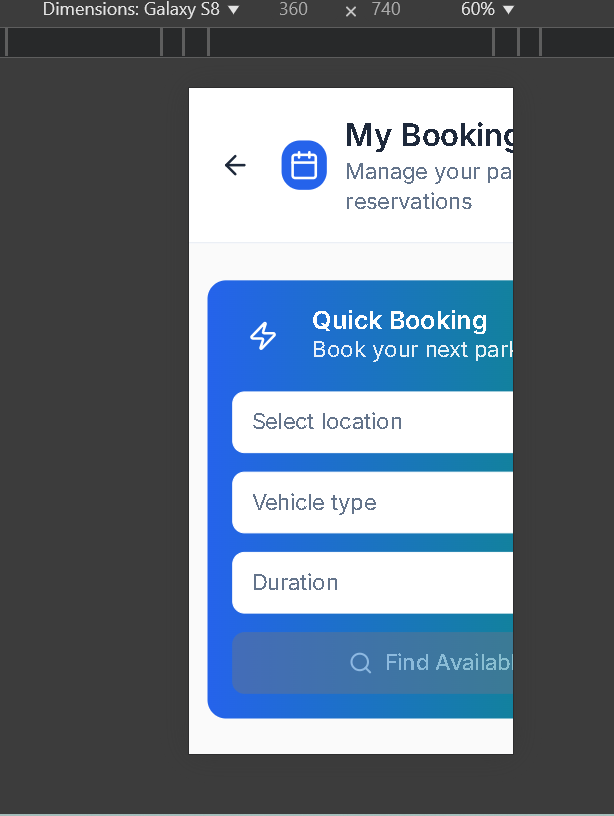 Dimensions: Galaxy S8 ▼ 360 × 740 60% ▼
My Booking
Manage your pa
reservations
Quick Booking
Book your next park
Select location
Vehicle type
Duration
Find Availabl